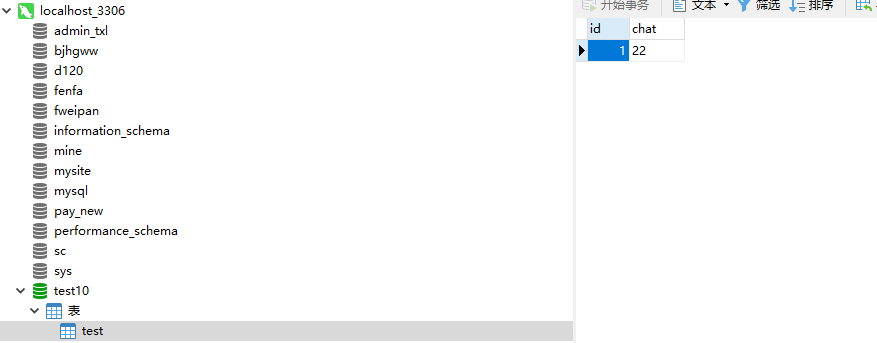 localhost_3306
admin_txl
bjhgww
d120
fenfa
fweipan
information_schema
mine
mysite
mysql
pay_new
performance_schema
sc
sys
test10
表
test
开始事务 文本 筛选 排序
id chat
1 22